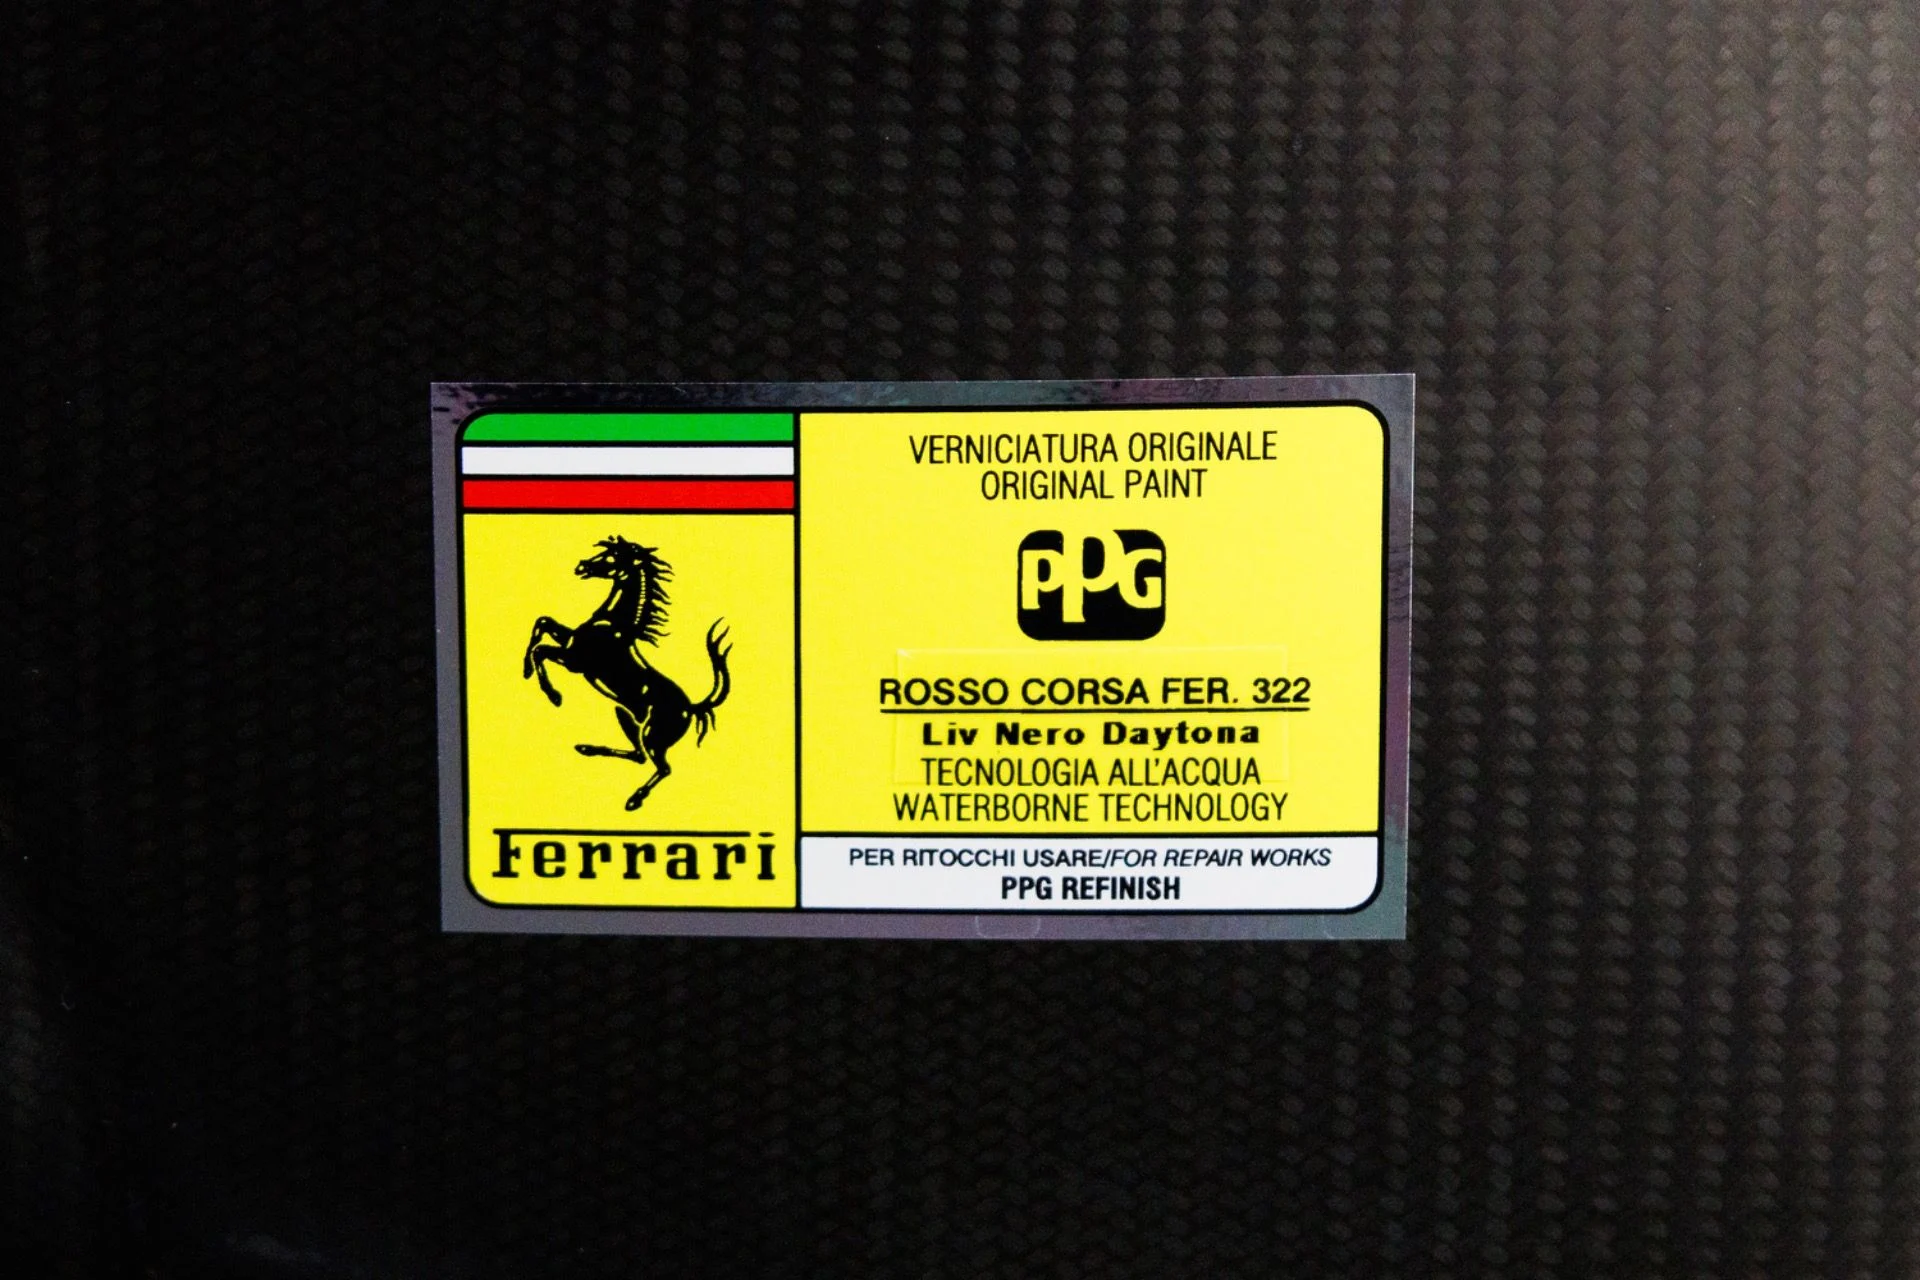 Ferrari
VERNICIATURA ORIGINALE
ORIGINAL PAINT
PPG
ROSSO CORSA FER. 322
Liv Nero Daytona
TECNOLOGIA ALL'ACQUA
WATERBORNE TECHNOLOGY
PER RITOCCHI USARE/FOR REPAIR WORKS
PPG REFINISH